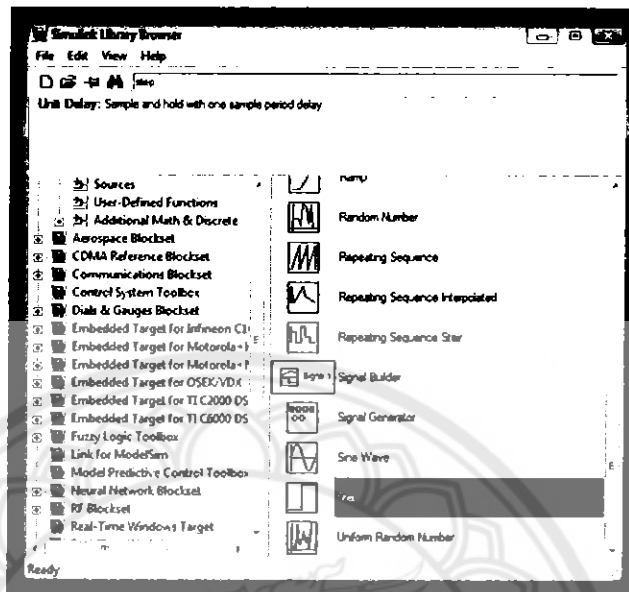 Simulink Library Browser
File Edit View Help
step
Unit Delay: Sample and hold with one sample period delay
Sources
User-Defined Functions
Additional Math & Discrete
Aerospace Blockset
CDMA Reference Blockset
Communications Blockset
Control System Toolbox
Dials & Gauges Blockset
Embedded Target for Infineon C1
Embedded Target for Motorola
Embedded Target for Motorola
Embedded Target for OSEK/VDX
Embedded Target for TI C2000 DS
Embedded Target for TI C6000 DS
Fuzzy Logic Toolbox
Link for ModelSim
Model Predictive Control Toolbox
Neural Network Blockset
RF Blockset
Real-Time Windows Target
Ramp
Random Number
Repeating Sequence
Repeating Sequence Interpolated
Repeating Sequence Stair
Signal 1
Signal Builder
Signal Generator
Sine Wave
Uniform Random Number
Ready